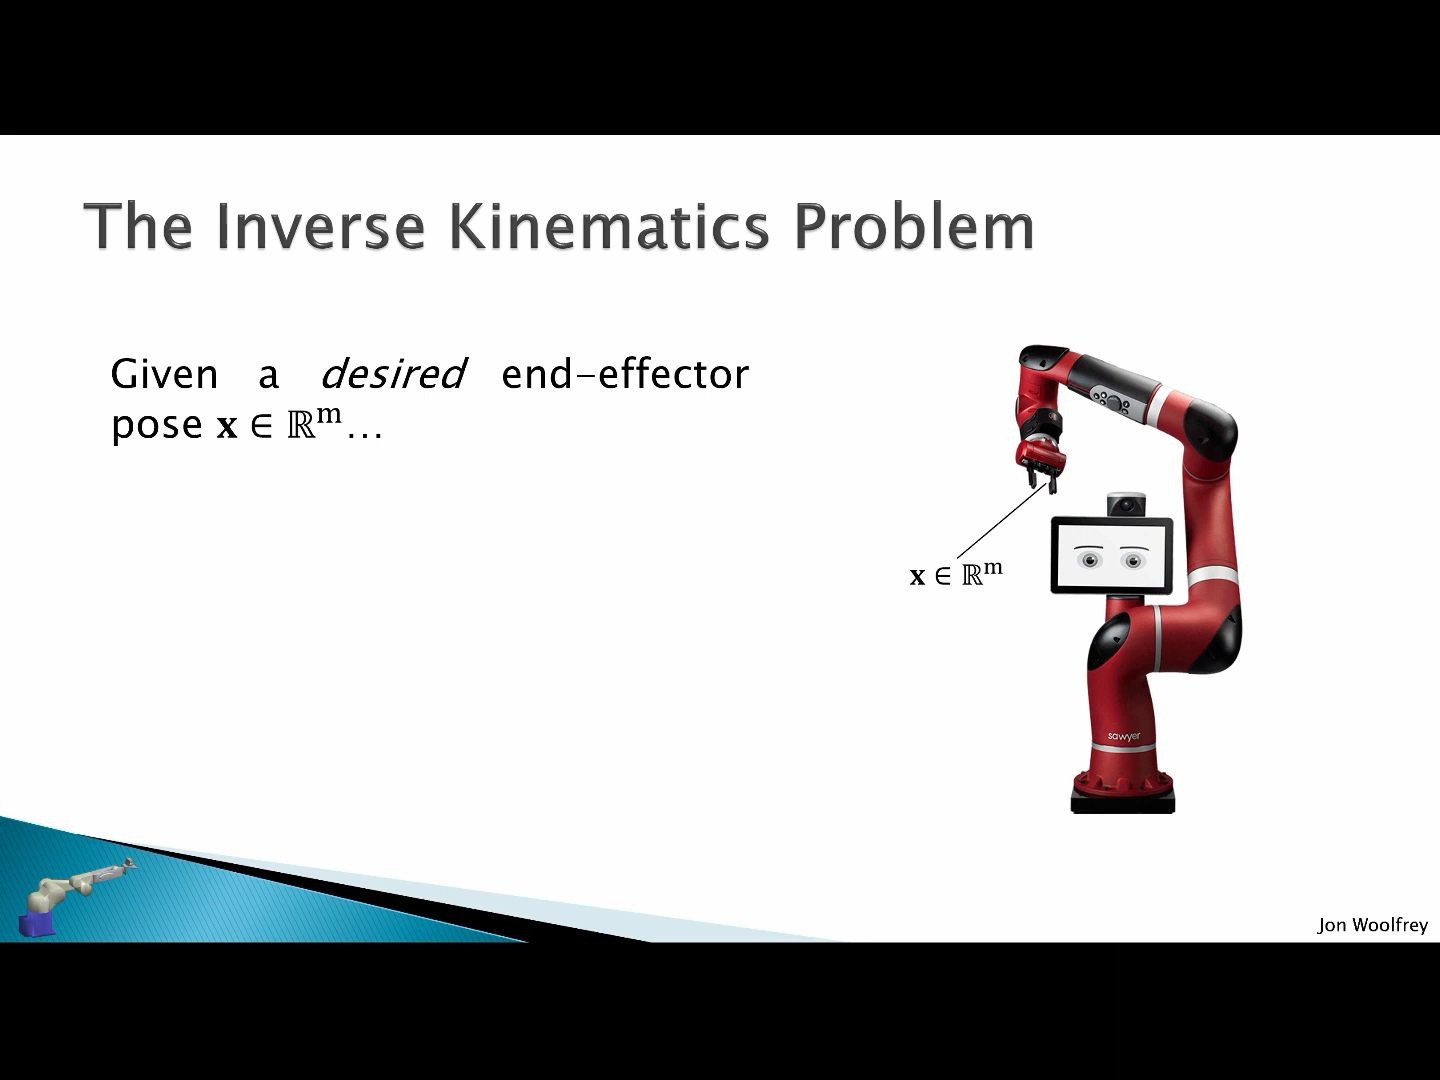 The Inverse Kinematics Problem
Given a desired end-effector
pose x ∈ ℝᵐ…
x ∈ ℝᵐ
sawyer
Jon Woolfrey